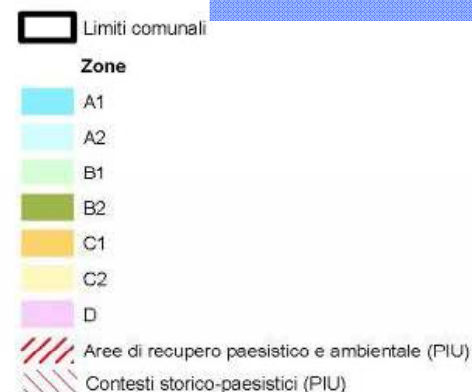 Limiti comunali
Zone
A1
A2
B1
B2
C1
C2
D
Aree di recupero paesistico e ambientale (PIU)
Contesti storico-paesistici (PIU)